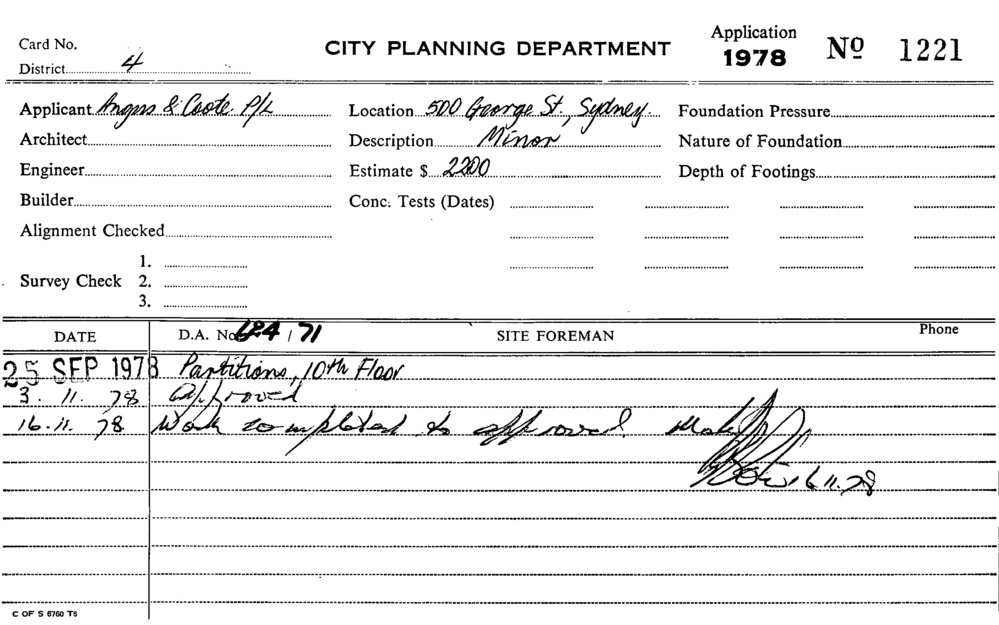 Application
Card No. CITY PLANNING DEPARTMENT 1978 Nº 1221
District 4
Applicant Angus & Coote P/L Location 500 George St., Sydney. Foundation Pressure
Architect Description Minor Nature of Foundation
Engineer Estimate $ 2200 Depth of Footings
Builder Conc. Tests (Dates)
Alignment Checked
1.
Survey Check 2.
3.
DATE D.A. No. 684 / 71 SITE FOREMAN Phone
25 SEP 1978 Partitions, 10th Floor
3. 11. 78 Approved
16.11.78 Work completed to approval
16.11.78
C OF S 6760 T6